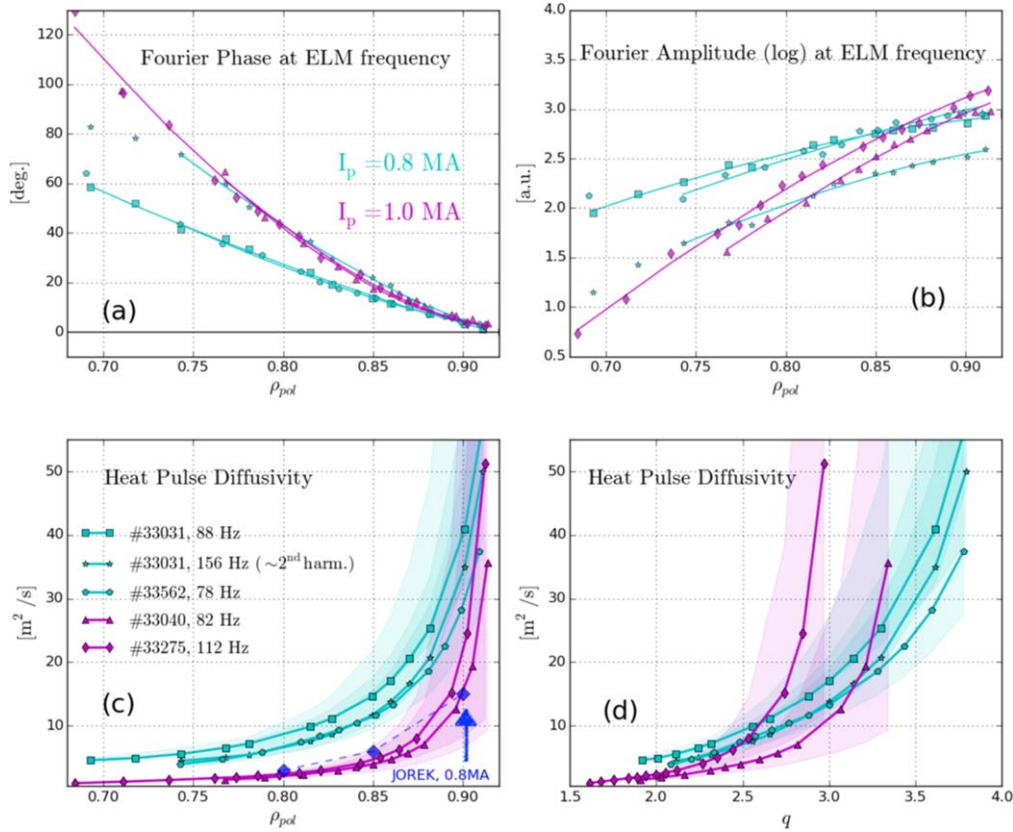 Fourier Phase at ELM frequency
120
100
80
60
40
20
0
[deg.]
I_p =0.8 MA
I_p =1.0 MA
(a)
0.70 0.75 0.80 0.85 0.90
ρ_pol
Fourier Amplitude (log) at ELM frequency
4.0
3.5
3.0
2.5
2.0
1.5
1.0
0.5
[a.u.]
(b)
0.70 0.75 0.80 0.85 0.90
ρ_pol
Heat Pulse Diffusivity
50
40
30
20
10
[m² /s]
#33031, 88 Hz
#33031, 156 Hz (∼2nd harm.)
#33562, 78 Hz
#33040, 82 Hz
#33275, 112 Hz
(c)
JOREK, 0.8MA
0.70 0.75 0.80 0.85 0.90
ρ_pol
Heat Pulse Diffusivity
50
40
30
20
10
[m² /s]
(d)
1.5 2.0 2.5 3.0 3.5 4.0
q